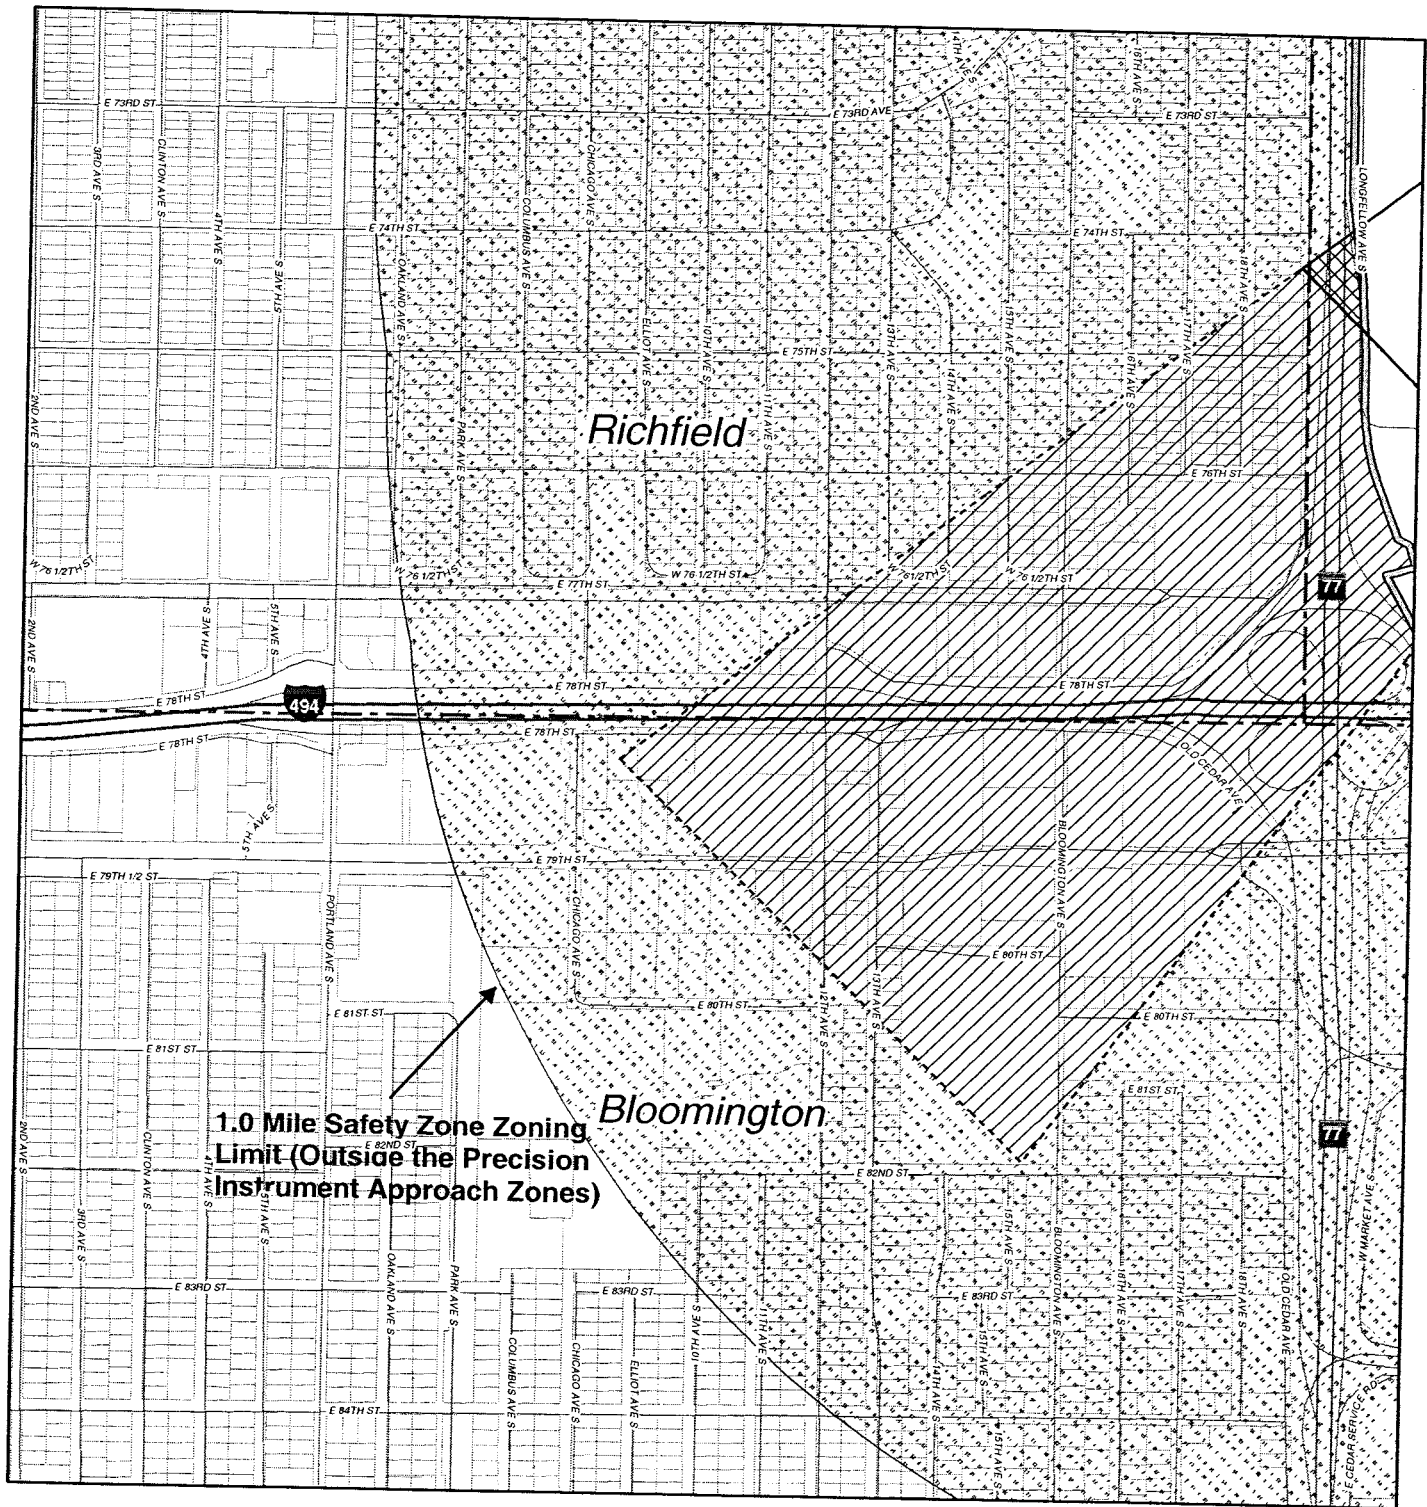 14TH AVE S
16TH AVE S
E 73RD ST
E 73RD AVE
E 73RD ST
3RD AVE S
CLINTON AVE S
4TH AVE S
5TH AVE S
CHICAGO AVE S
COLUMBUS AVE S
LONGFELLOW AVE S
E 74TH ST
E 74TH ST
OAKLAND AVE S
ELLIOT AVE S
10TH AVE S
11TH AVE S
13TH AVE S
14TH AVE S
15TH AVE S
16TH AVE S
17TH AVE S
18TH AVE S
E 75TH ST
2ND AVE S
PARK AVE S
Richfield
E 76TH ST
W 76 1/2TH ST
W 76 1/2TH ST
E 77TH ST
W 76 1/2TH ST
W 76 1/2TH ST
W 76 1/2TH ST
77
2ND AVE S
4TH AVE S
5TH AVE S
E 78TH ST
494
E 78TH ST
E 78TH ST
E 78TH ST
E 78TH ST
OLD CEDAR AVE
5TH AVE S
E 79TH ST
E 79TH 1/2 ST
PORTLAND AVE S
CHICAGO AVE S
BLOOMINGTON AVE S
E 80TH ST
12TH AVE S
13TH AVE S
E 80TH ST
E 80TH ST
E 81ST ST
E 81ST ST
E 81ST ST
1.0 Mile Safety Zone Zoning
Limit (Outside the Precision
Instrument Approach Zones)
Bloomington
77
E 82ND ST
E 82ND ST
2ND AVE S
3RD AVE S
CLINTON AVE S
4TH AVE S
5TH AVE S
OAKLAND AVE S
PARK AVE S
E 83RD ST
E 83RD ST
E 83RD ST
COLUMBUS AVE S
CHICAGO AVE S
ELLIOT AVE S
10TH AVE S
11TH AVE S
14TH AVE S
15TH AVE S
15TH AVE S
15TH AVE S
BLOOMINGTON AVE S
16TH AVE S
17TH AVE S
18TH AVE S
OLD CEDAR AVE
W MARKET AVE S
E CEDAR SERVICE RD
E 84TH ST